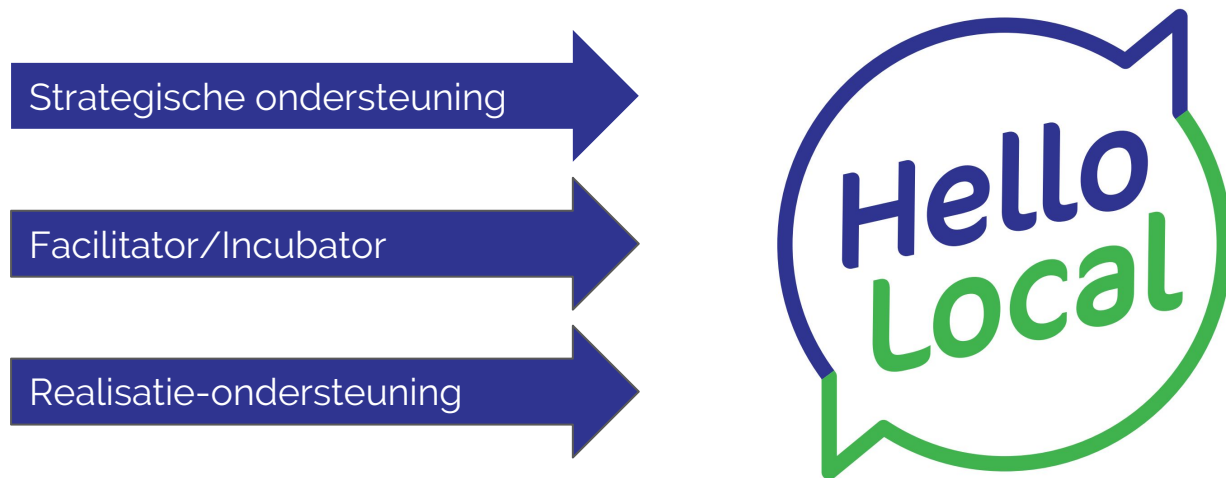 Strategische ondersteuning
Facilitator/Incubator
Realisatie-ondersteuning
Hello
Local